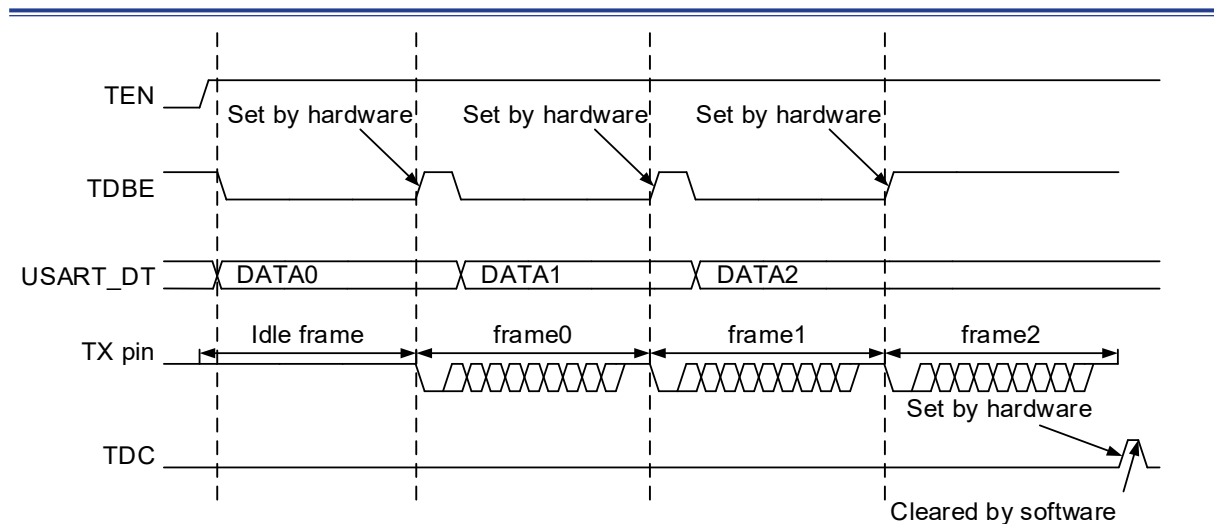 TEN
Set by hardware Set by hardware Set by hardware
TDBE
USART_DT DATA0 DATA1 DATA2
Idle frame frame0 frame1 frame2
TX pin
Set by hardware
TDC
Cleared by software